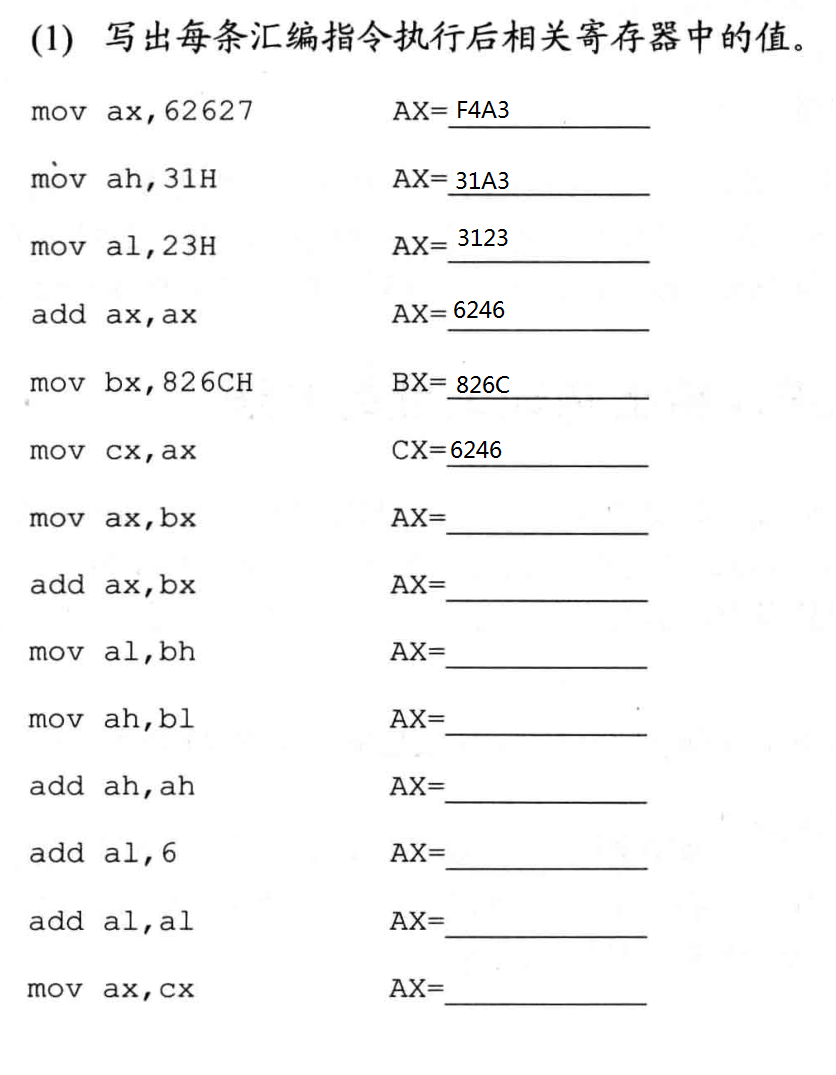 (1) 写出每条汇编指令执行后相关寄存器中的值。
mov ax,62627 AX= F4A3
mov ah,31H AX= 31A3
mov al,23H AX= 3123
add ax,ax AX= 6246
mov bx,826CH BX= 826C
mov cx,ax CX= 6246
mov ax,bx AX=
add ax,bx AX=
mov al,bh AX=
mov ah,bl AX=
add ah,ah AX=
add al,6 AX=
add al,al AX=
mov ax,cx AX=